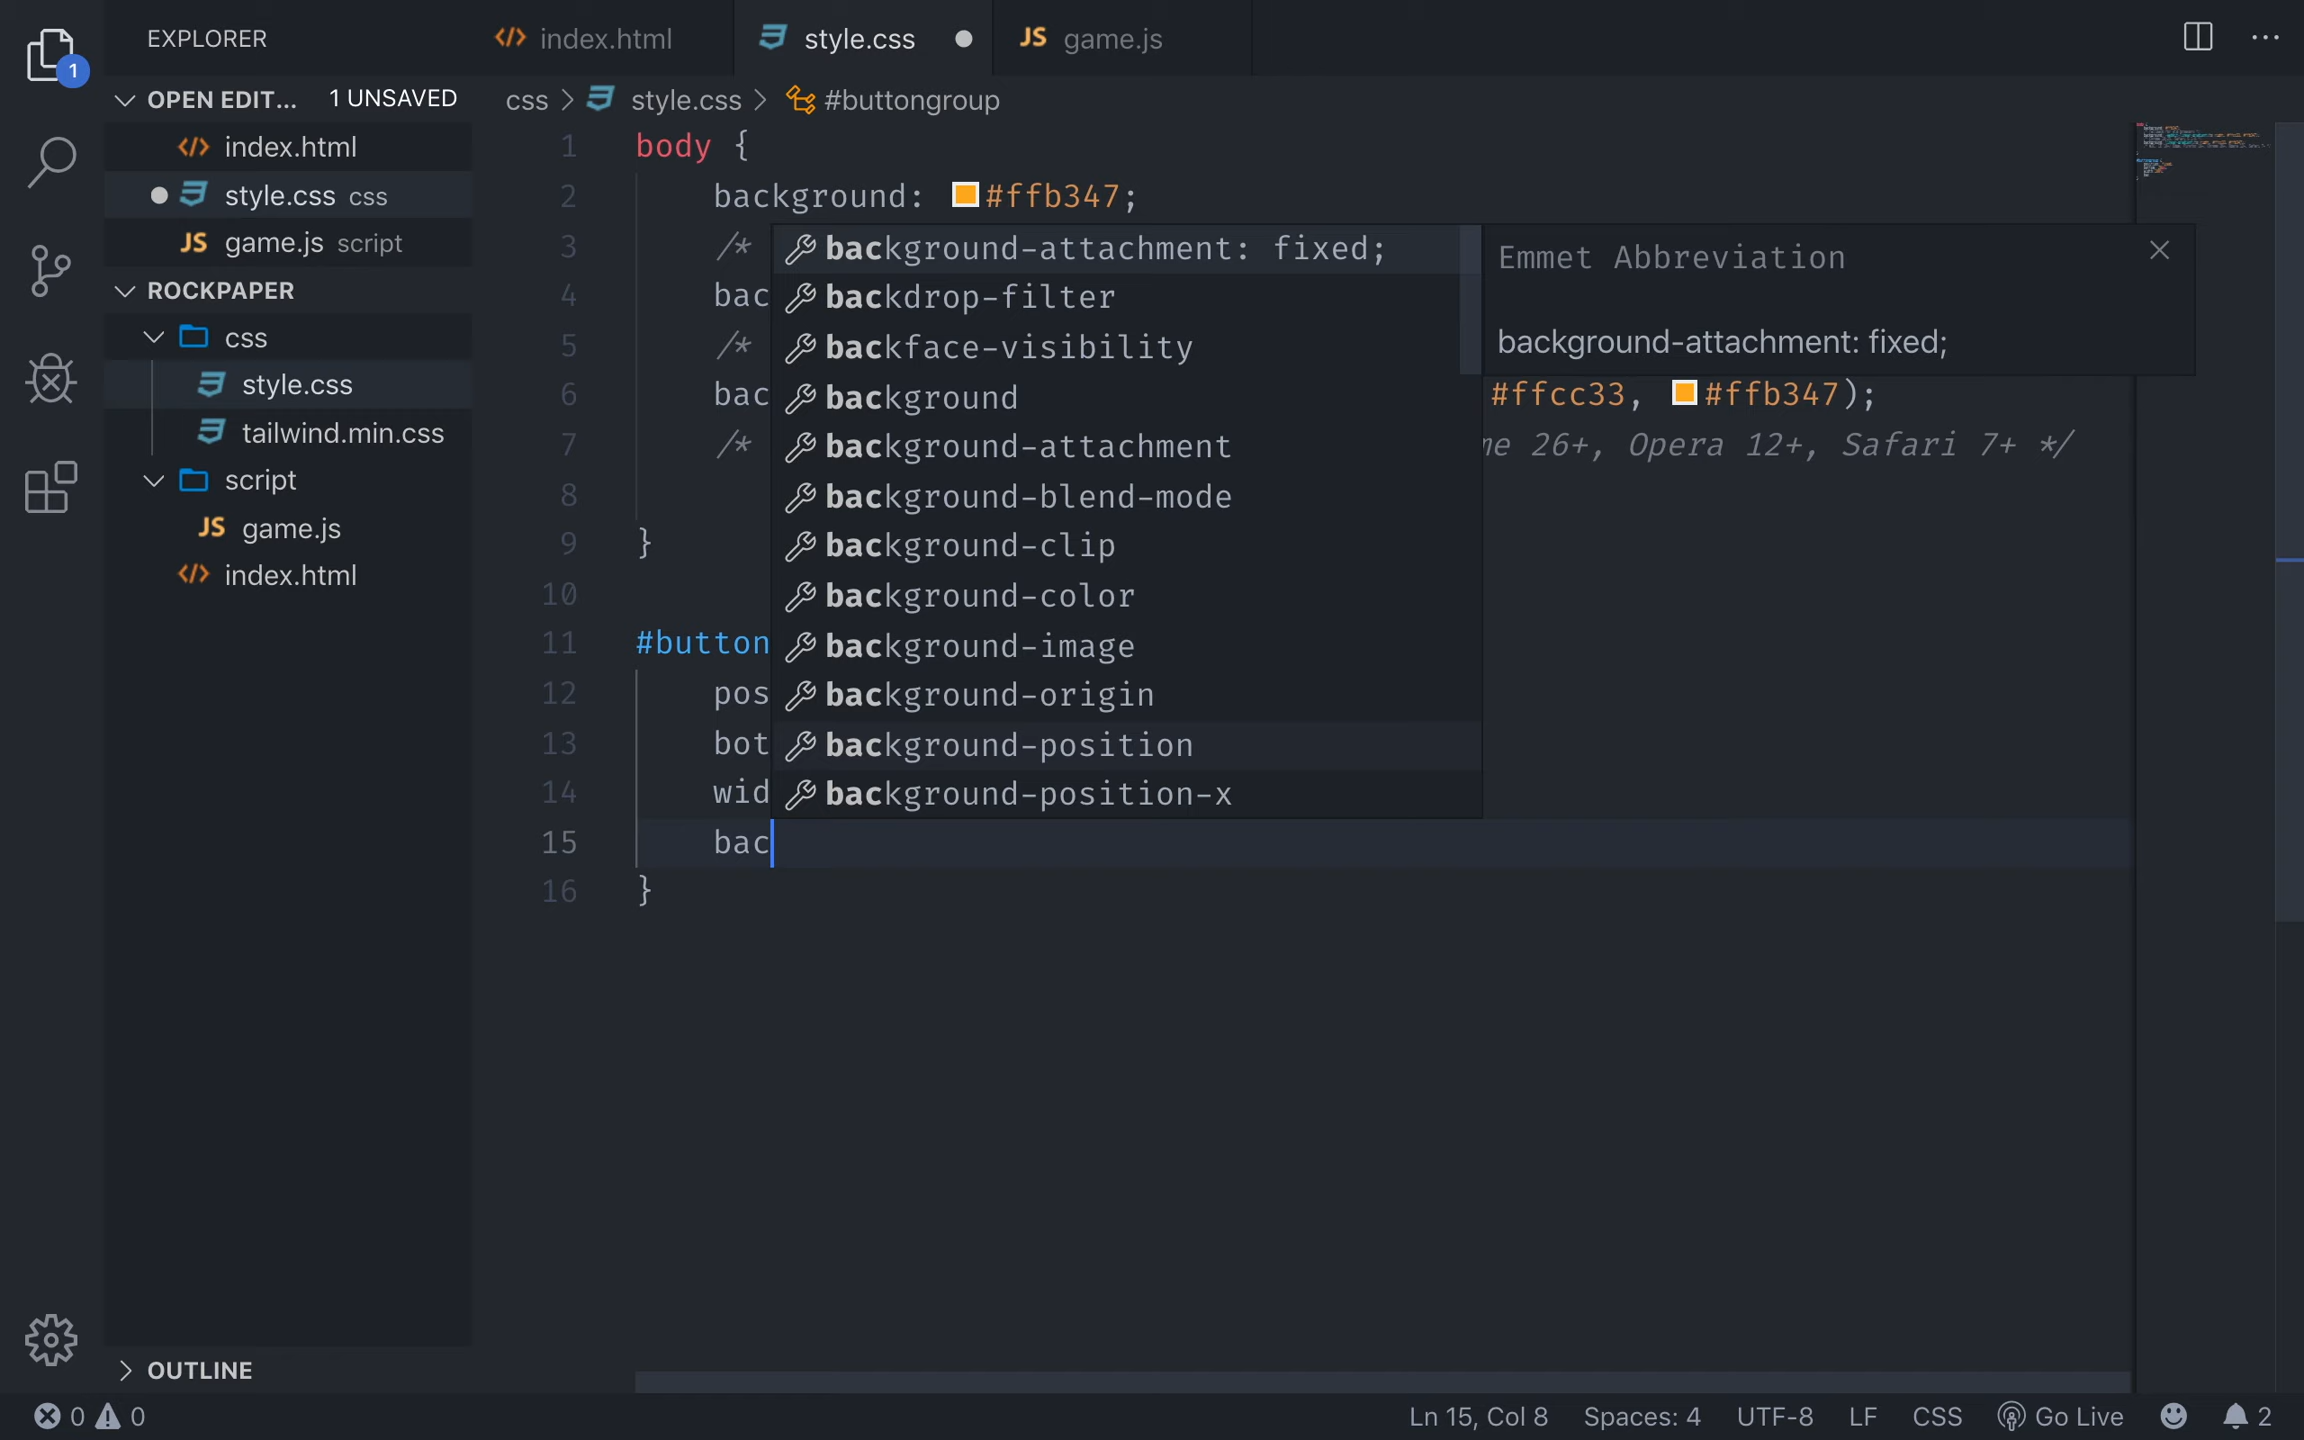 EXPLORER
index.html
style.css
game.js
1
OPEN EDIT... 1 UNSAVED
index.html
style.css css
game.js script
ROCKPAPER
css
style.css
tailwind.min.css
script
game.js
index.html
OUTLINE
css > style.css > #buttongroup
1 body {
2 background: #ffb347;
3 /*
4 bac
5 /*
6 bac #ffcc33, #ffb347);
7 /* me 26+, Opera 12+, Safari 7+ */
8
9 }
10
11 #button
12 pos
13 bot
14 wid
15 bac
16 }
background-attachment: fixed;
backdrop-filter
backface-visibility
background
background-attachment
background-blend-mode
background-clip
background-color
background-image
background-origin
background-position
background-position-x
Emmet Abbreviation
background-attachment: fixed;
0 0
Ln 15, Col 8 Spaces: 4 UTF-8 LF CSS Go Live 2